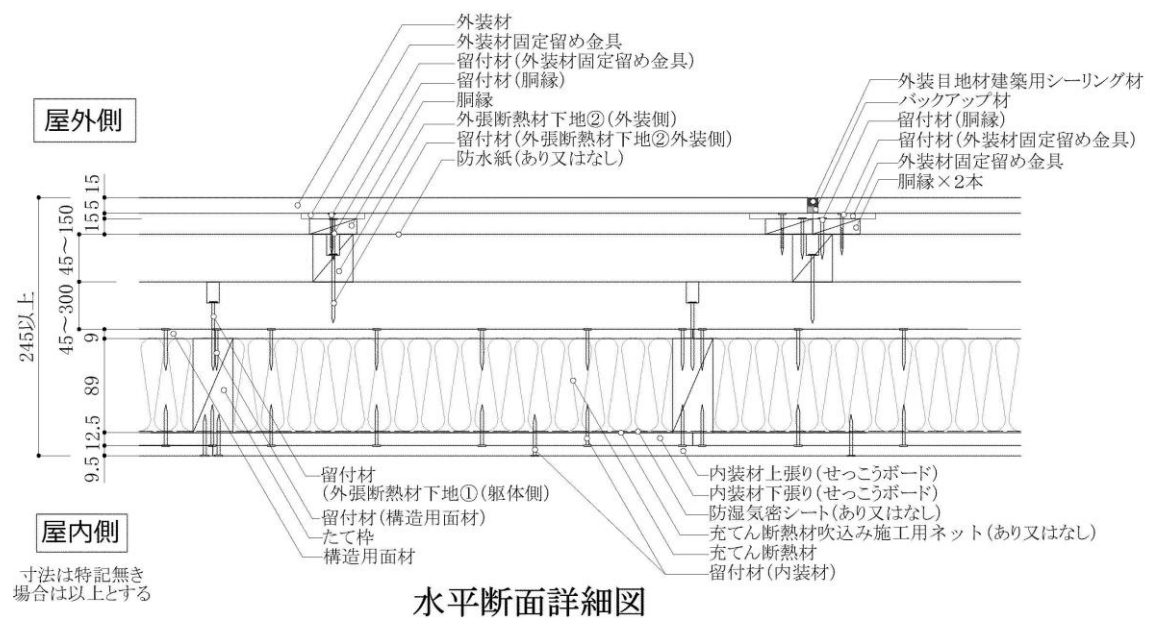 外装材
外装材固定留め金具
留付材(外装材固定留め金具)
留付材(胴縁)
胴縁
外張断熱材下地②(外装側)
留付材(外張断熱材下地②外装側)
防水紙(あり又はなし)
外装目地材建築用シーリング材
バックアップ材
留付材(胴縁)
留付材(外装材固定留め金具)
外装材固定留め金具
胴縁×2本
屋外側
15
5
15
45～150
45～300
9
89
12.5
9.5
245以上
屋内側
寸法は特記無き
場合は以上とする
留付材
(外張断熱材下地①(躯体側)
留付材(構造用面材)
たて枠
構造用面材
内装材上張り(せっこうボード)
内装材下張り(せっこうボード)
防湿気密シート(あり又はなし)
充てん断熱材吹込み施工用ネット(あり又はなし)
充てん断熱材
留付材(内装材)
水平断面詳細図